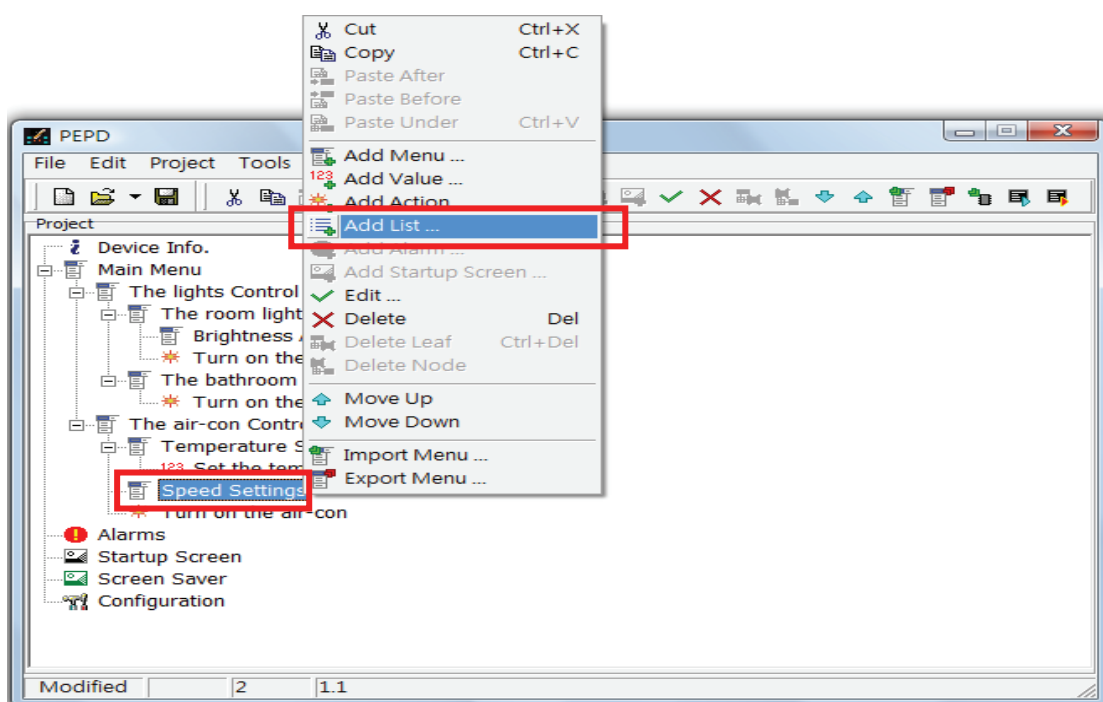 Cut Ctrl+X
Copy Ctrl+C
Paste After
Paste Before
Paste Under Ctrl+V
Add Menu ...
Add Value ...
Add Action
Add List ...
Add Alarm ...
Add Startup Screen ...
Edit ...
Delete Del
Delete Leaf Ctrl+Del
Delete Node
Move Up
Move Down
Import Menu ...
Export Menu ...
PEPD
File Edit Project Tools
Project
Device Info.
Main Menu
The lights Control
The room light
Brightness
Turn on the
The bathroom
Turn on the
The air-con Contr
Temperature S
123 Set the tem
Speed Settings
Turn on the air-con
Alarms
Startup Screen
Screen Saver
Configuration
Modified 2 1.1